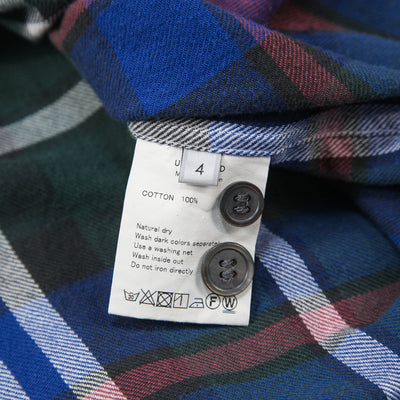 4
COTTON 100%
Natural dry
Wash dark colors separately
Use a washing net
Wash inside out
Do not iron directly
F W